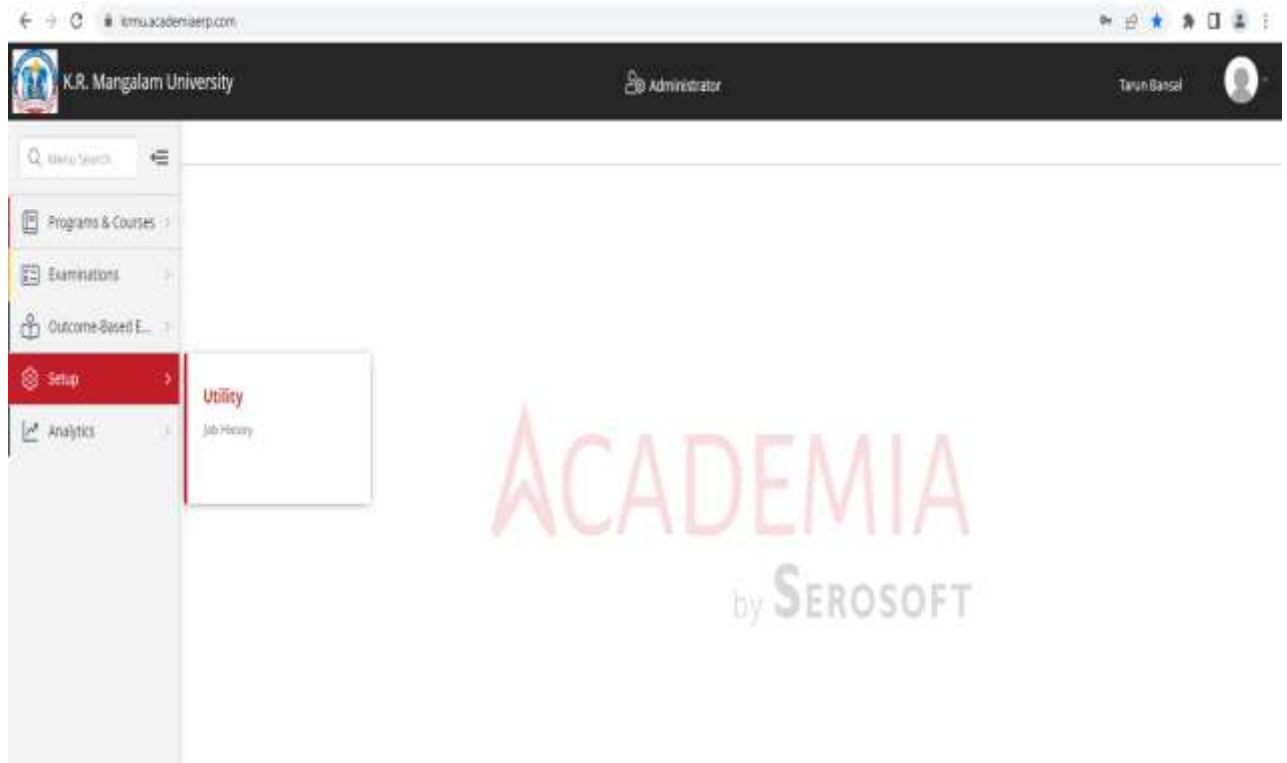 krmu.academiaerp.com
K.R. Mangalam University
Administrator
Tarun Bansal
Menu Search
Programs & Courses
Examinations
Outcome-Based E...
Setup
Analytics
Utility
Job History
ACADEMIA
by SEROSOFT